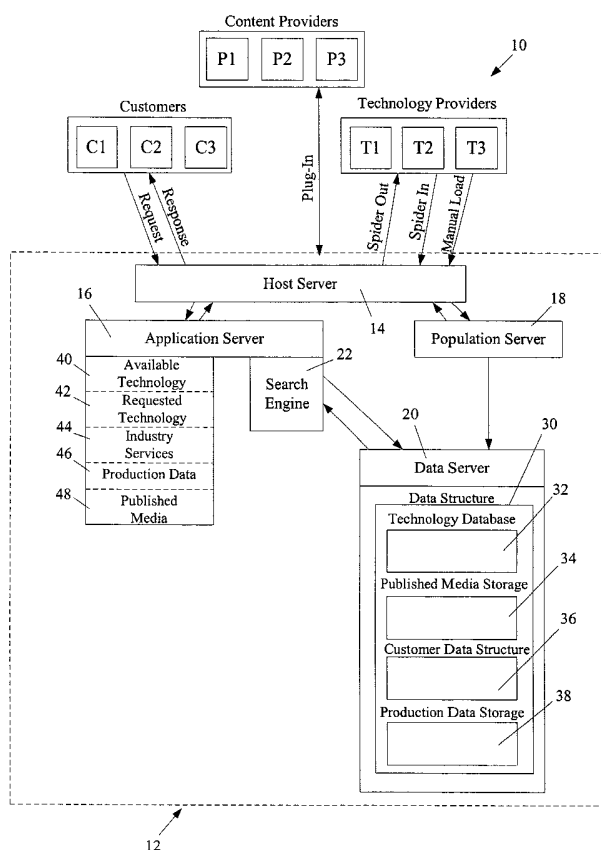 Content Providers
P1 P2 P3
10
Customers
Technology Providers
C1 C2 C3
T1 T2 T3
Request
Response
Plug-In
Spider Out
Spider In
Manual Load
Host Server
14
16
18
Application Server
Population Server
40
Available
Technology
22
42
Requested
Technology
Search
Engine
44
Industry
Services
46
Production Data
48
Published
Media
20
30
Data Server
Data Structure
32
Technology Database
34
Published Media Storage
36
Customer Data Structure
38
Production Data Storage
12